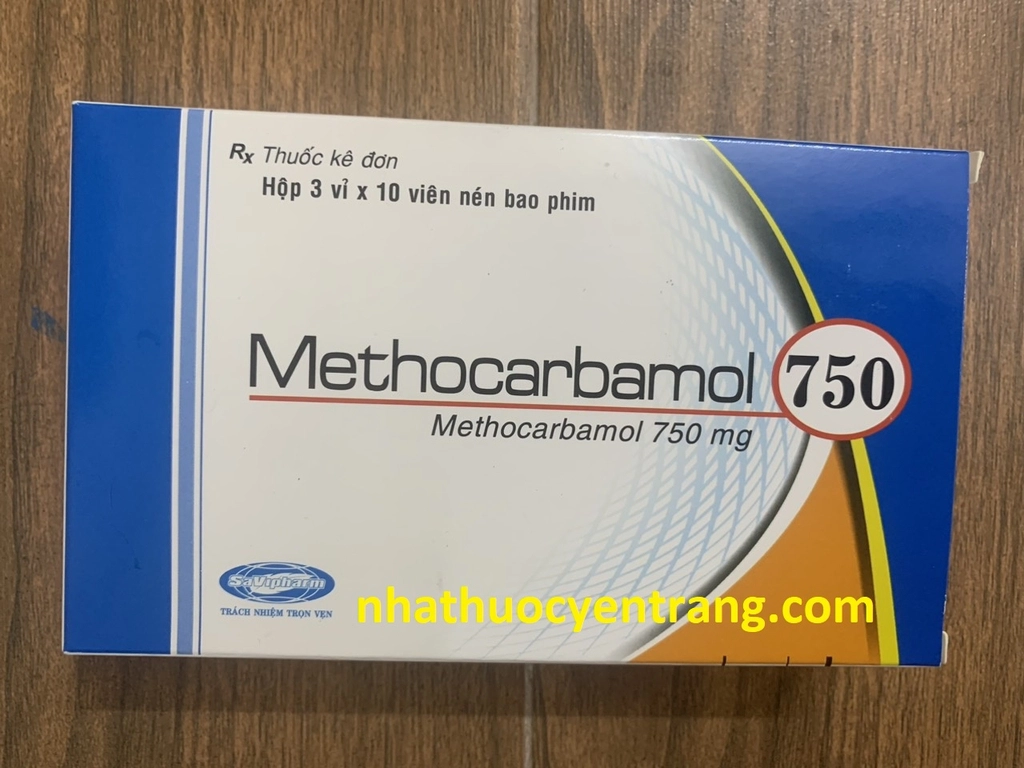 Rx Thuốc kê đơn
Hộp 3 vỉ x 10 viên nén bao phim
Methocarbamol 750
Methocarbamol 750 mg
SaVipharm
TRÁCH NHIỆM TRỌN VẸN
nhathuocyentrang.com